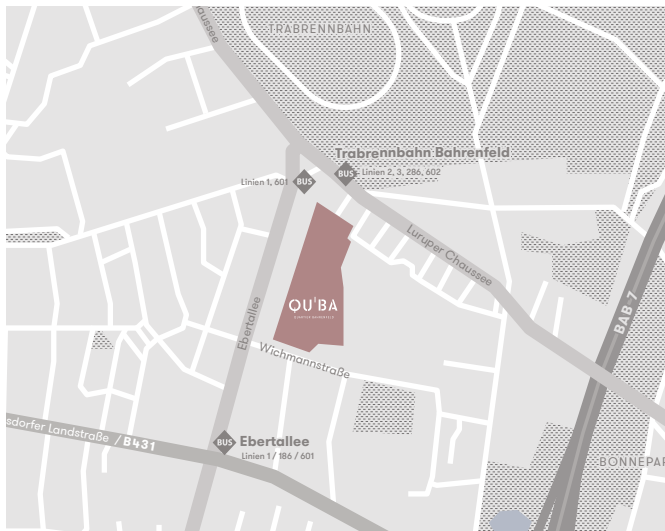 aussee
TRABRENNBAHN
Trabrennbahn Bahrenfeld
BUS
Linien 2, 3, 286, 602
Linien 1, 601
BUS
Luruper Chaussee
QU'BA
Ebertallee
BAB 7
Wichmannstraße
sdorfer Landstraße / B431
BUS
Ebertallee
Linien 1 / 186 / 601
BONNEPAR